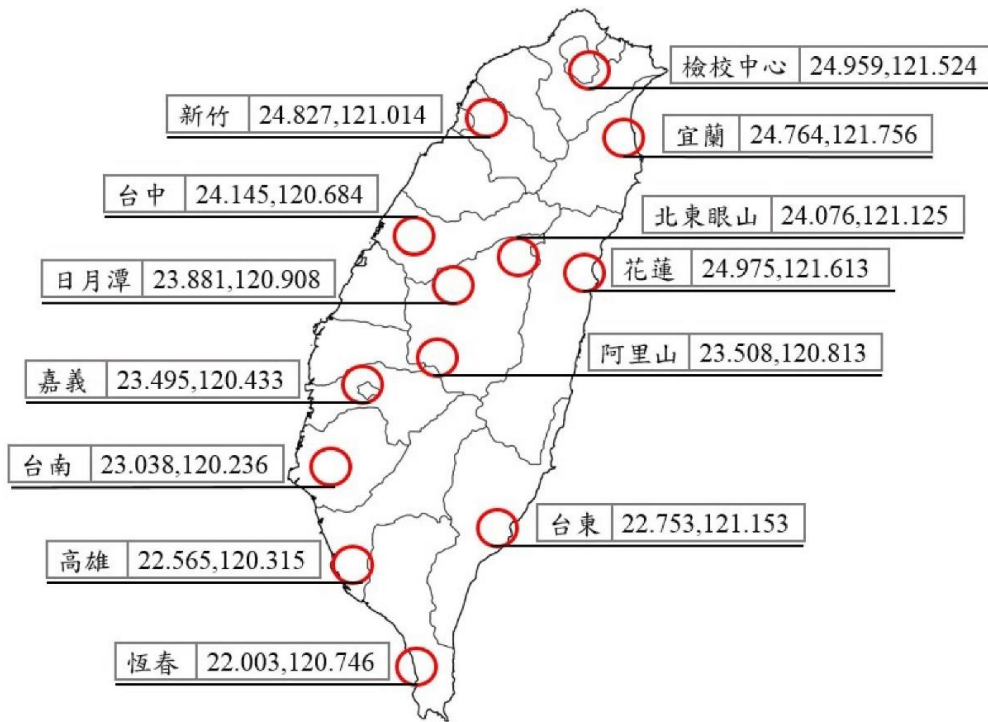 檢校中心 24.959,121.524
新竹 24.827,121.014
宜蘭 24.764,121.756
台中 24.145,120.684
北東眼山 24.076,121.125
日月潭 23.881,120.908
花蓮 24.975,121.613
阿里山 23.508,120.813
嘉義 23.495,120.433
台南 23.038,120.236
台東 22.753,121.153
高雄 22.565,120.315
恆春 22.003,120.746